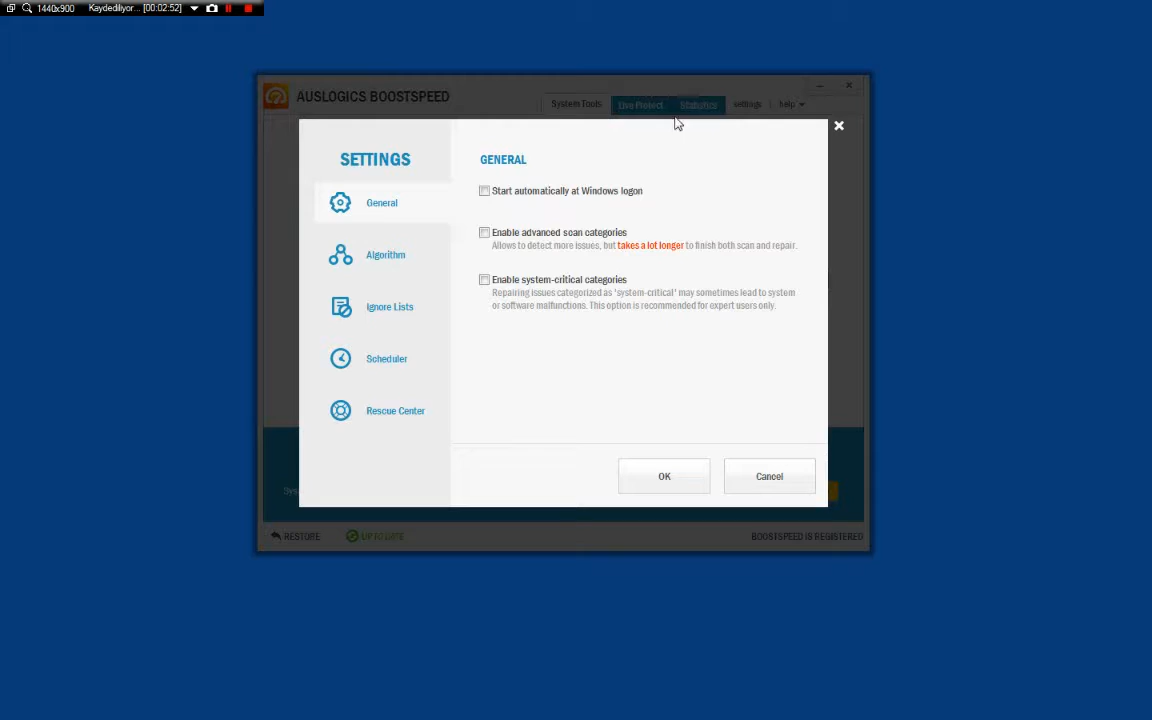 1440x900 Kaydediliyor... [00:02:52]
AUSLOGICS BOOSTSPEED
System Tools Live Protect Statistics settings help
SETTINGS
General
Algorithm
Ignore Lists
Scheduler
Rescue Center
GENERAL
Start automatically at Windows logon
Enable advanced scan categories
Allows to detect more issues, but takes a lot longer to finish both scan and repair.
Enable system-critical categories
Repairing issues categorized as 'system-critical' may sometimes lead to system
or software malfunctions. This option is recommended for expert users only.
OK Cancel
RESTORE UP TO DATE BOOSTSPEED IS REGISTERED